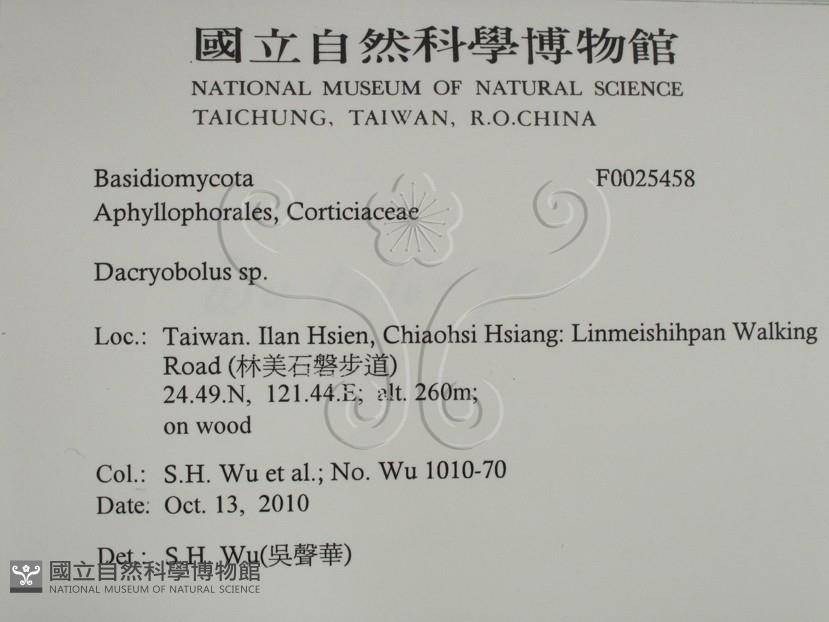 國立自然科學博物館
NATIONAL MUSEUM OF NATURAL SCIENCE
TAICHUNG, TAIWAN, R.O.CHINA
Basidiomycota F0025458
Aphyllophorales, Corticiaceae
Dacryobolus sp.
Loc.: Taiwan. Ilan Hsien, Chiaohsi Hsiang: Linmeishihpan Walking
Road (林美石磐步道)
24.49.N, 121.44.E; alt. 260m;
on wood
Col.: S.H. Wu et al.; No. Wu 1010-70
Date: Oct. 13, 2010
Det.: S.H. Wu(吳聲華)
國立自然科學博物館
NATIONAL MUSEUM OF NATURAL SCIENCE